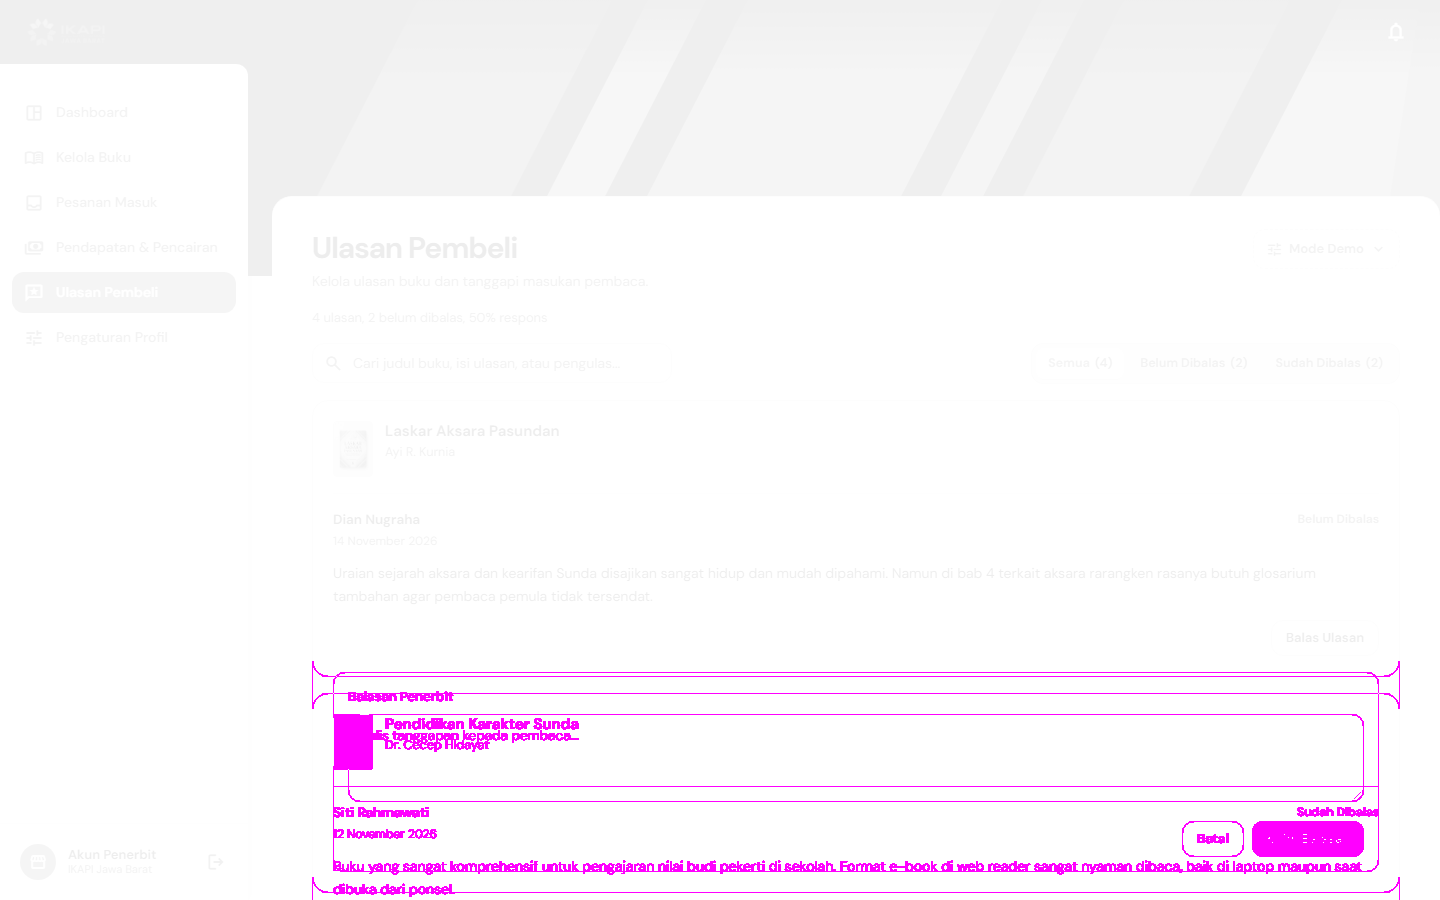 Dashboard
Kelola Buku
Pesanan Masuk
Pendapatan & Pencairan
Ulasan Pembeli
Pengaturan Profil
Akun Penerbit
IKAPI Jawa Barat
Ulasan Pembeli
Mode Demo
Kelola ulasan buku dan tanggapi masukan pembaca.
4 ulasan, 2 belum dibalas, 50% respons.
Cari judul buku, isi ulasan, atau pengulas...
Semua (4)
Belum Dibalas (2)
Sudah Dibalas (2)
Laskar Aksara Pasundan
Ayi R. Kurnia
Dian Nugraha
Belum Dibalas
14 November 2026
Uraian sejarah aksara dan kearifan Sunda disajikan sangat hidup dan mudah dipahami. Namun di bab 4 terkait aksara rarangken rasanya butuh glosarium
tambahan agar pembaca pemula tidak tersendat.
Balas Ulasan
Balasan Penerbit
Pendidikan Karakter Sunda
tanggapan kepada pembaca...
Dr. Cecep Hidayat
Siti Rahmawati
Sudah Dibalas
12 November 2026
Batal
Buku yang sangat komprehensif untuk pengajaran nilai budi pekerti di sekolah. Format e-book di web reader sangat nyaman dibaca, baik di laptop maupun saat
dibuka dari ponsel.